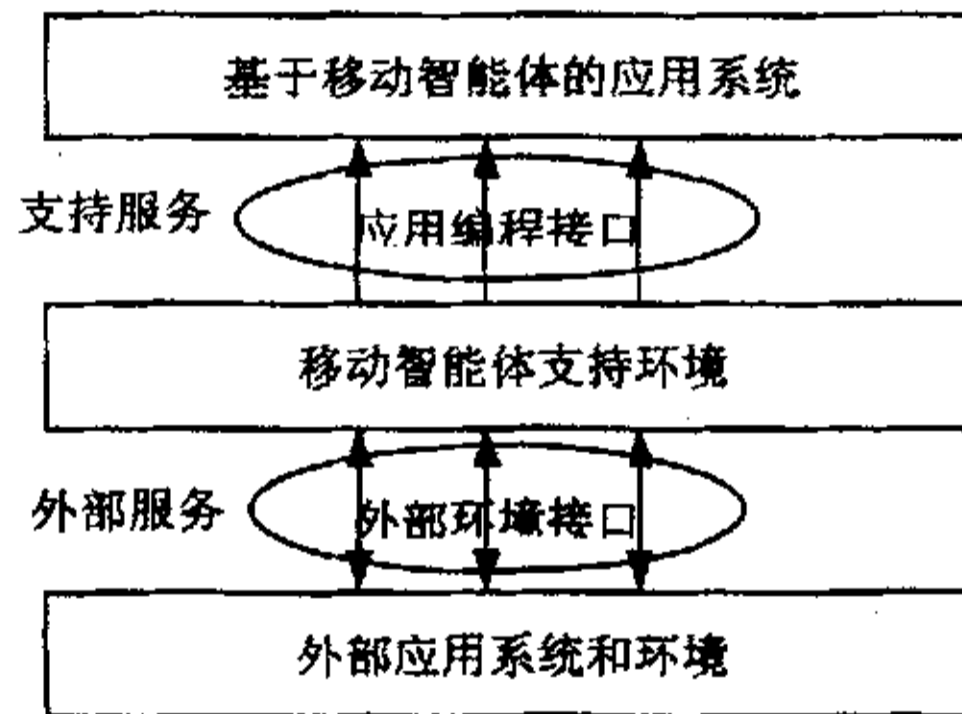 基于移动智能体的应用系统
支持服务
应用编程接口
移动智能体支持环境
外部服务
外部环境接口
外部应用系统和环境